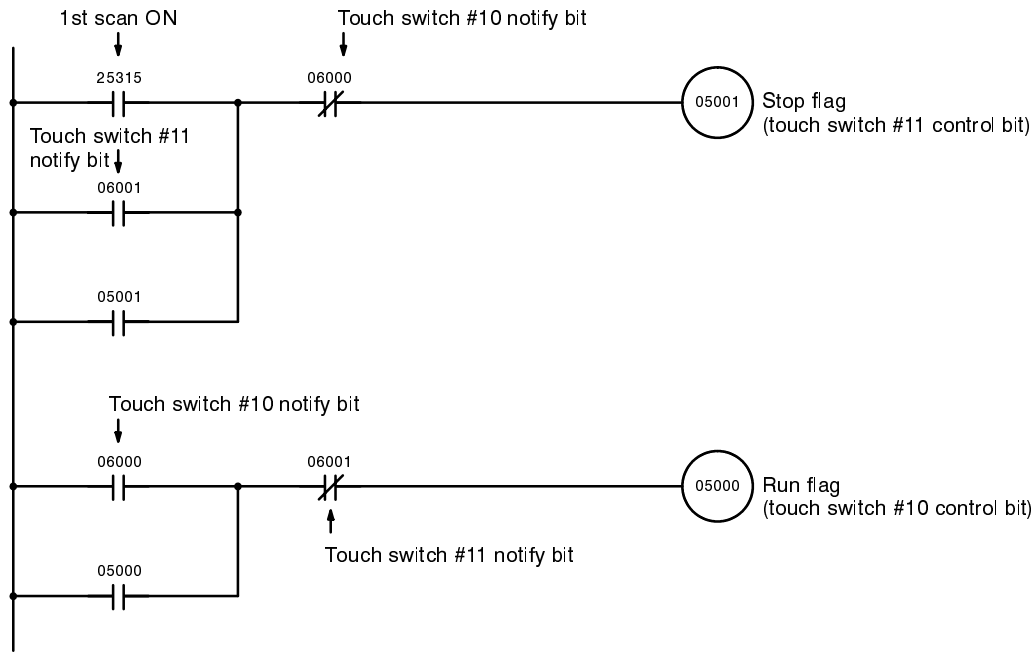 1st scan ON
Touch switch #10 notify bit
25315
06000
05001
Stop flag
(touch switch #11 control bit)
Touch switch #11
notify bit
06001
05001
Touch switch #10 notify bit
06000
06001
05000
Run flag
(touch switch #10 control bit)
Touch switch #11 notify bit
05000